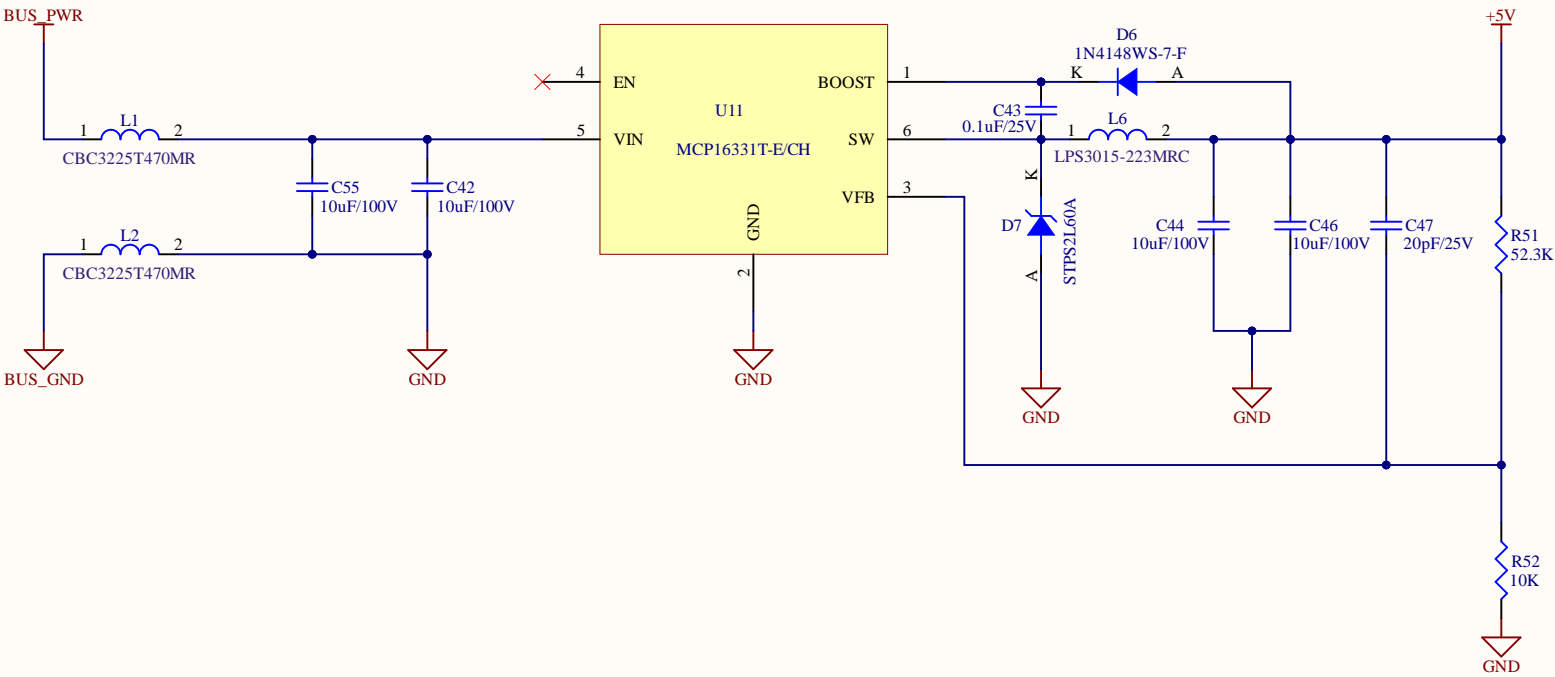 BUS_PWR
+5V
D6
1N4148WS-7-F
4
EN
BOOST
1
K
A
U11
C43
0.1uF/25V
L1
1
2
CBC3225T470MR
5
VIN
MCP16331T-E/CH
SW
6
L6
1
2
LPS3015-223MRC
K
C55
10uF/100V
C42
10uF/100V
VFB
3
GND
2
D7
STPS2L60A
A
C44
10uF/100V
C46
10uF/100V
C47
20pF/25V
R51
52.3K
L2
1
2
CBC3225T470MR
BUS_GND
GND
GND
GND
GND
R52
10K
GND